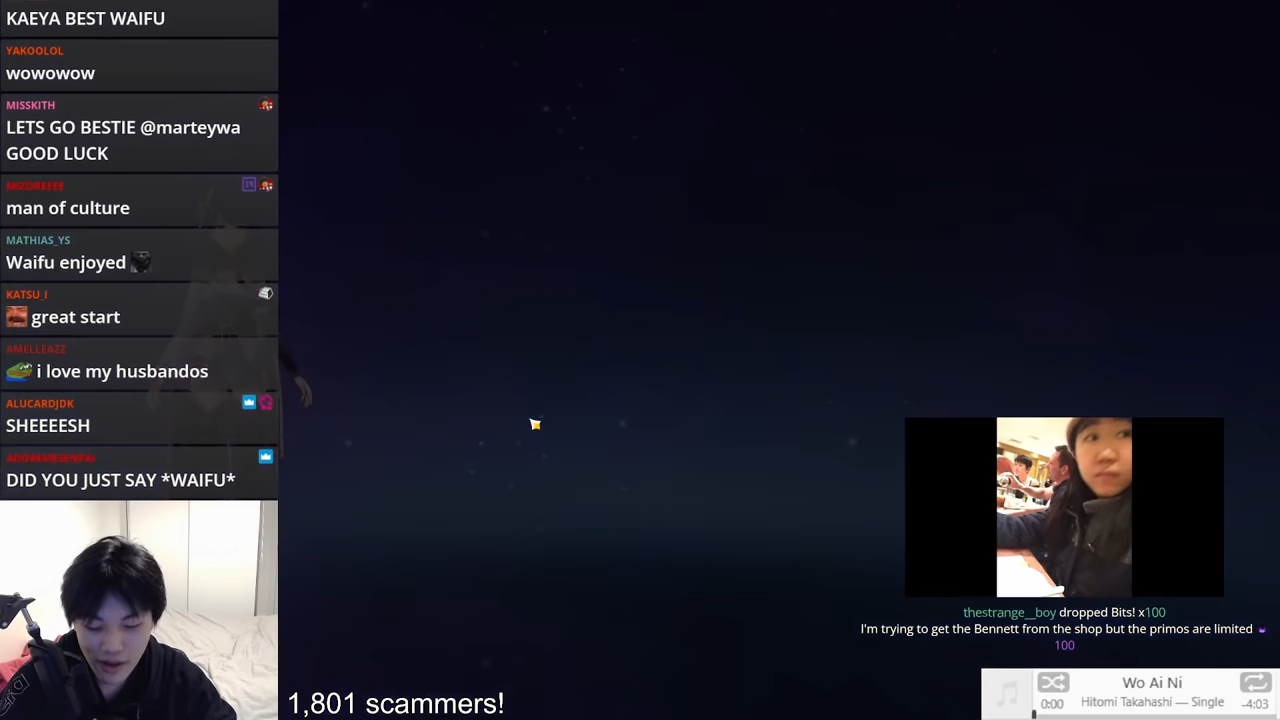 KAEYA BEST WAIFU
YAKOOLOL
wowowow
MISSKITH
LETS GO BESTIE @marteywa
GOOD LUCK
MIZOREEEE
man of culture
MATHIAS_YS
Waifu enjoyed
KATSU_I
great start
AMELLEAZZ
i love my husbandos
ALUCARDJDK
SHEEEESH
DID YOU JUST SAY *WAIFU*
thestrange__boy dropped Bits! x100
I'm trying to get the Bennett from the shop but the primos are limited
100
1,801 scammers!
Wo Ai Ni
0:00 Hitomi Takahashi — Single -4:03